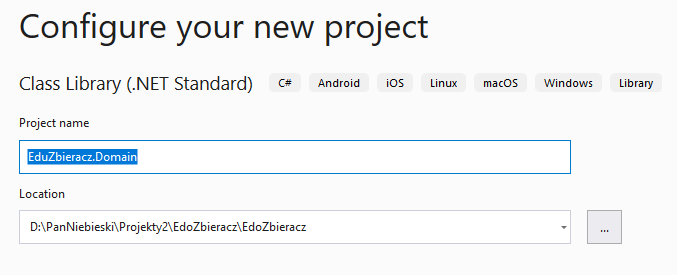 Configure your new project
Class Library (.NET Standard) C# Android iOS Linux macOS Windows Library
Project name
EduZbieracz.Domain
Location
D:\PanNiebieski\Projekty2\EdoZbieracz\EdoZbieracz ...